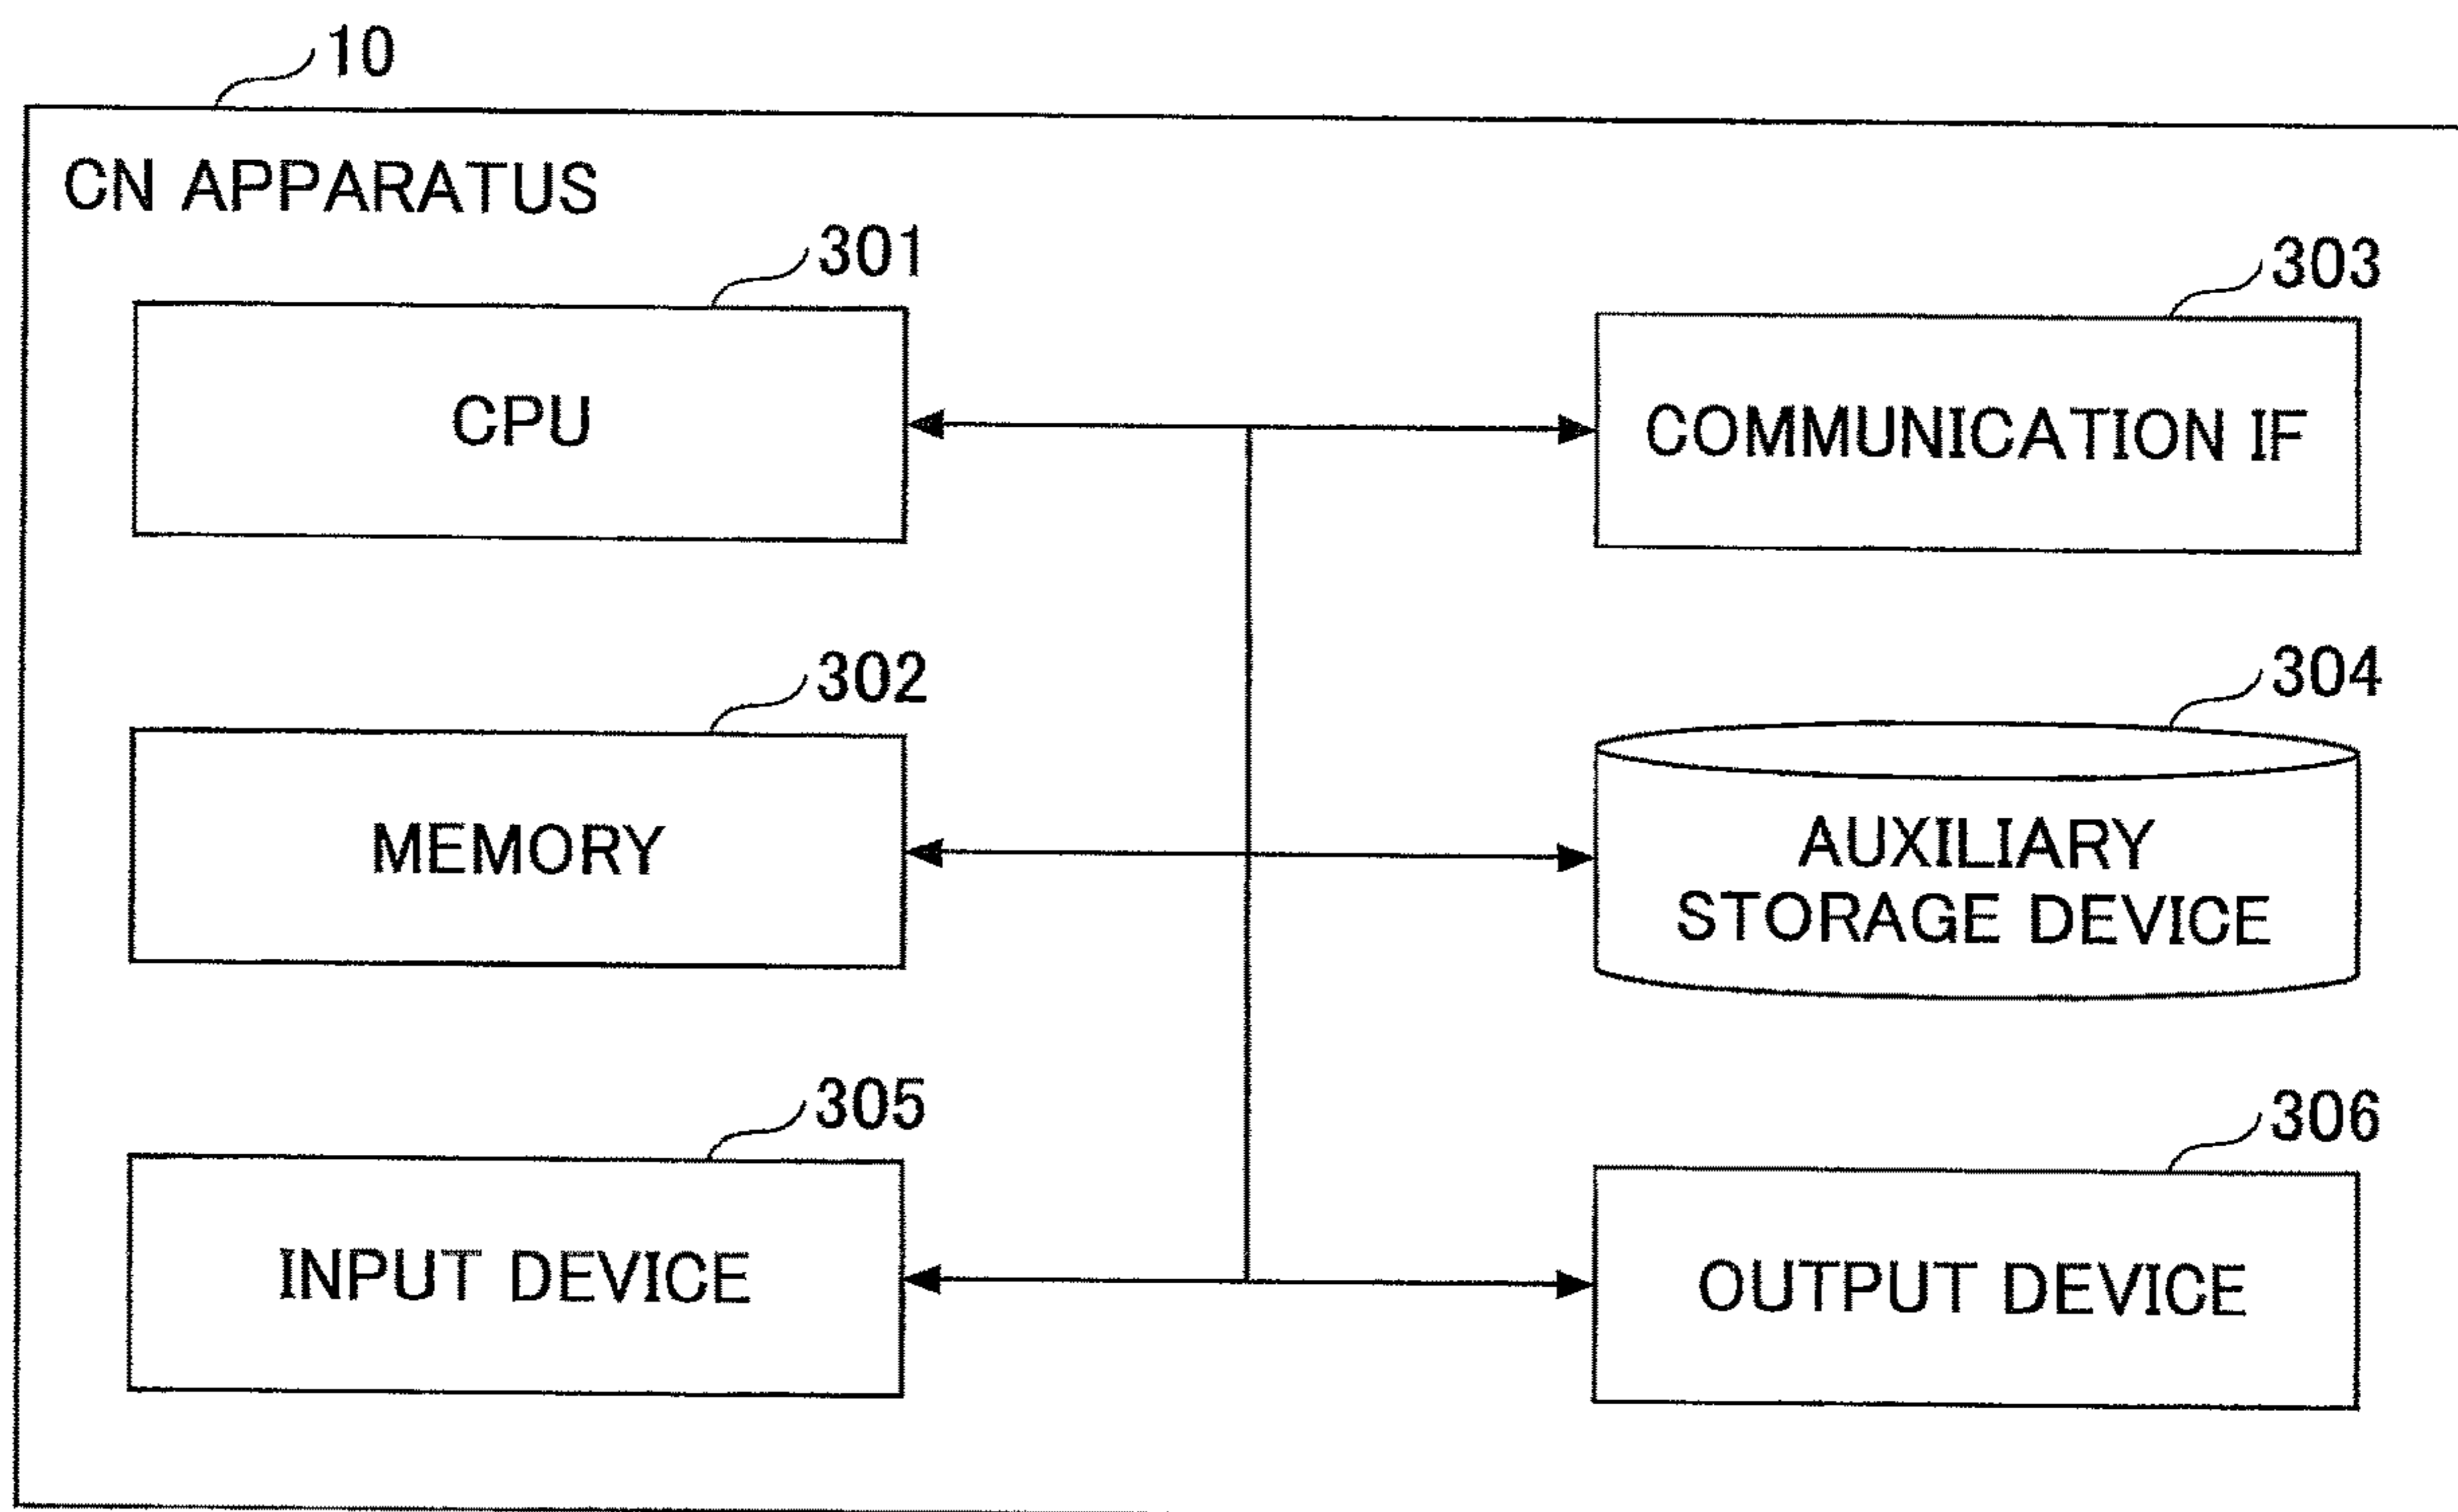 10
CN APPARATUS
301
CPU
303
COMMUNICATION IF
302
MEMORY
304
AUXILIARY
STORAGE DEVICE
305
INPUT DEVICE
306
OUTPUT DEVICE